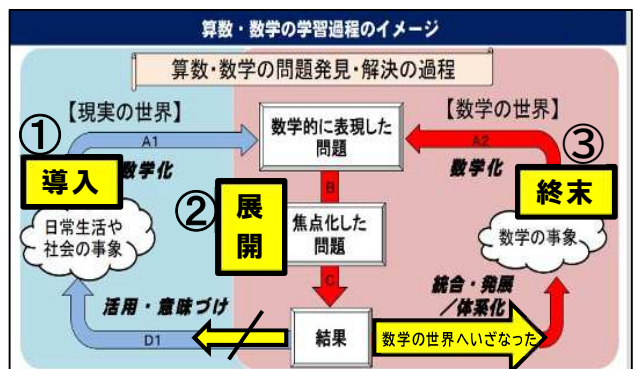 算数・数学の学習過程のイメージ
算数・数学の問題発見・解決の過程
【現実の世界】
【数学の世界】
①
A1
数学的に表現した
問題
A2
③
導入
数学化
数学化
終末
②
展
開
B
日常生活や
社会の事象
焦点化した
問題
数学の事象
C
活用・意味づけ
統合・発展
/体系化
D1
結果
数学の世界へいざなった